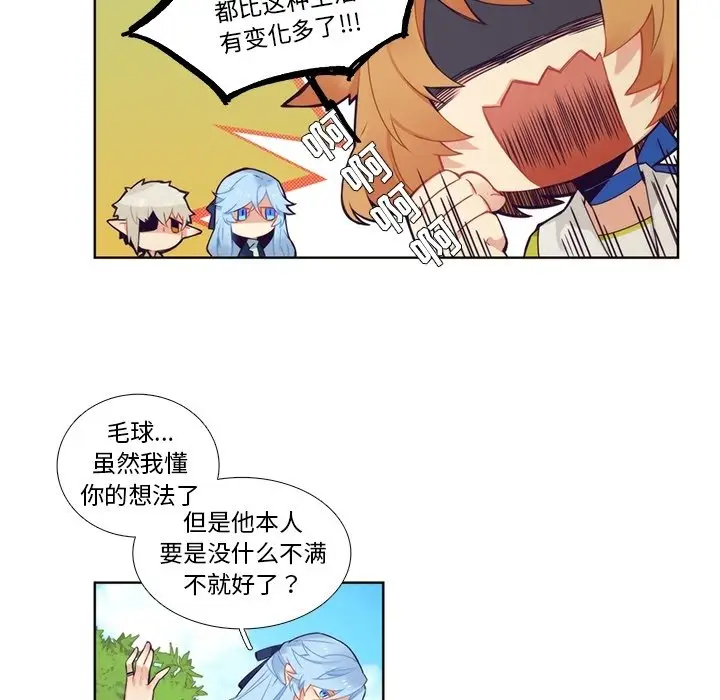 都比这种生活
有变化多了!!!
啊
啊
啊
啊
毛球...
虽然我懂
你的想法了
但是他本人
要是没什么不满
不就好了？